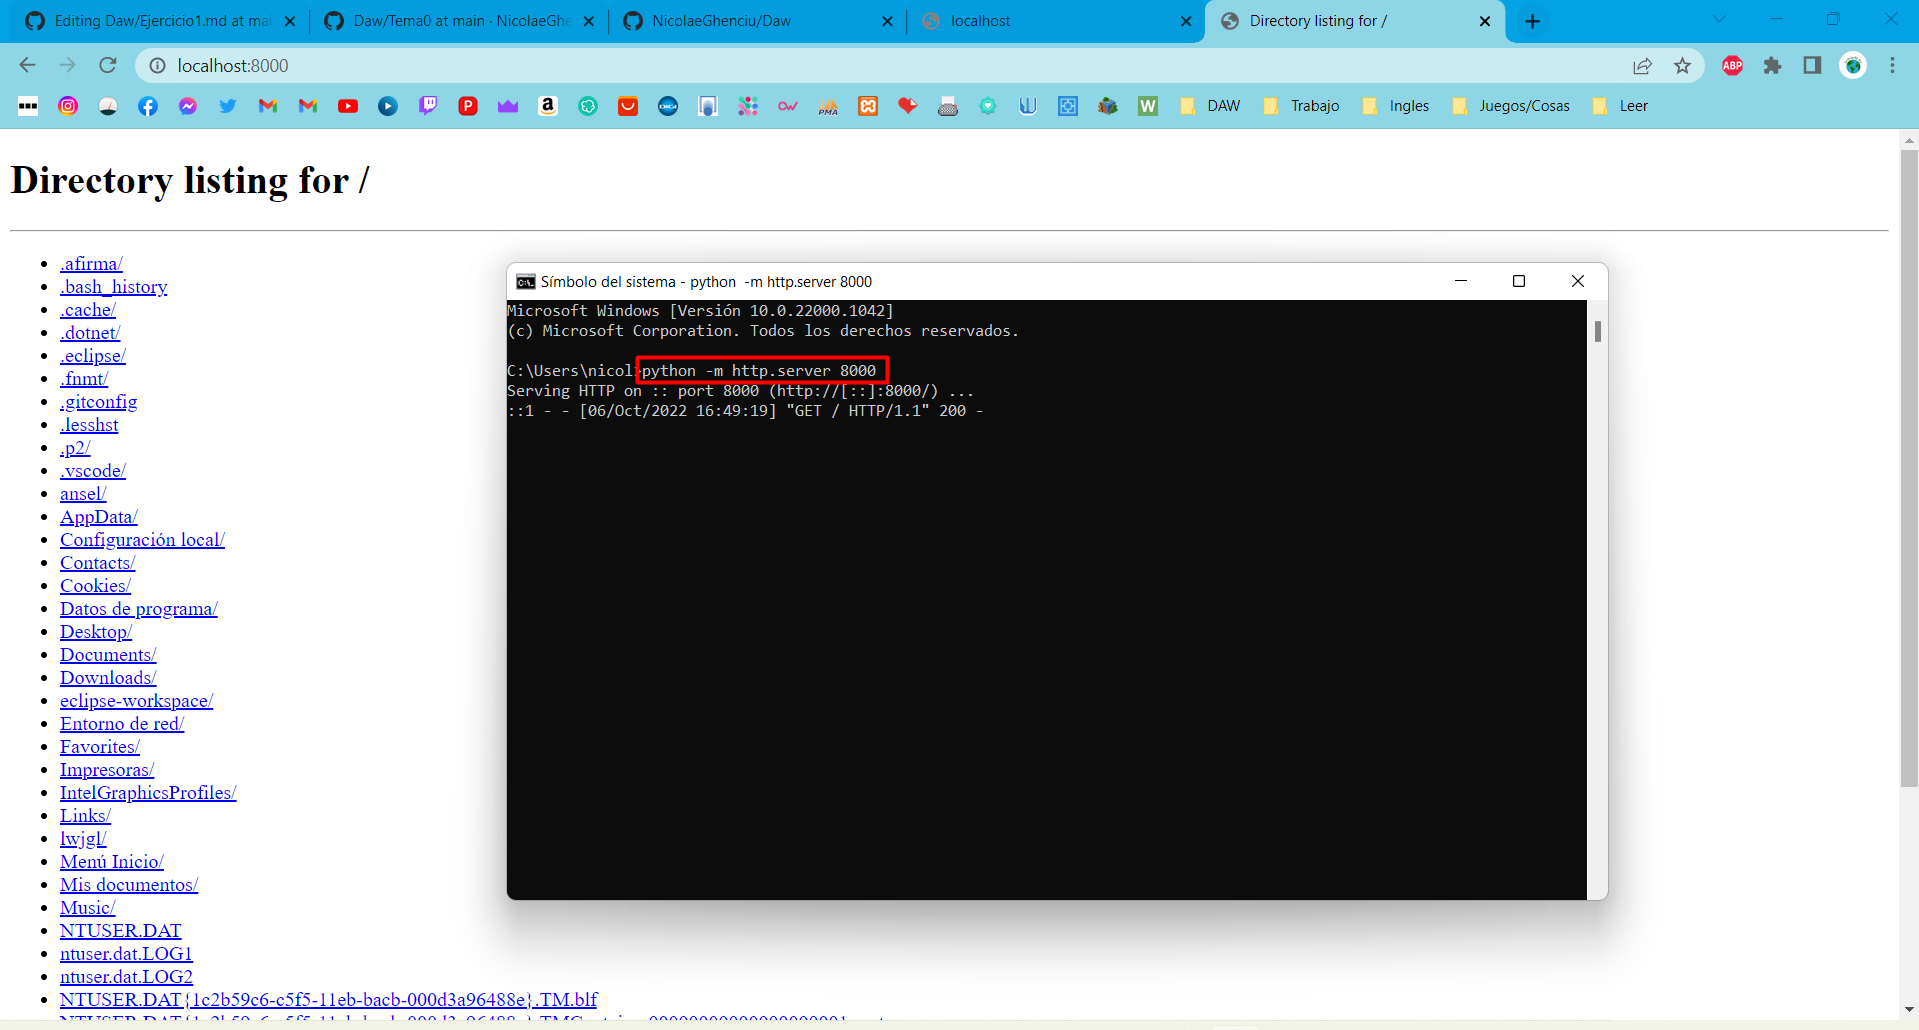 Editing Daw/Ejercicio1.md at mai
Daw/Tema0 at main · NicolaeGhe
NicolaeGhenciu/Daw
localhost
Directory listing for /
localhost:8000
ABP
DIGI
PMA
W
DAW
Trabajo
Ingles
Juegos/Cosas
Leer
Directory listing for /
.afirma/
.bash_history
.cache/
.dotnet/
.eclipse/
.fnmt/
.gitconfig
.lesshst
.p2/
.vscode/
ansel/
AppData/
Configuración local/
Contacts/
Cookies/
Datos de programa/
Desktop/
Documents/
Downloads/
eclipse-workspace/
Entorno de red/
Favorites/
Impresoras/
IntelGraphicsProfiles/
Links/
lwjgl/
Menú Inicio/
Mis documentos/
Music/
NTUSER.DAT
ntuser.dat.LOG1
ntuser.dat.LOG2
NTUSER.DAT{1c2b59c6-c5f5-11eb-bacb-000d3a96488e}.TM.blf
Símbolo del sistema - python -m http.server 8000
Microsoft Windows [Versión 10.0.22000.1042]
(c) Microsoft Corporation. Todos los derechos reservados.
C:\Users\nicol>python -m http.server 8000
Serving HTTP on :: port 8000 (http://[::]:8000/) ...
::1 - - [06/Oct/2022 16:49:19] "GET / HTTP/1.1" 200 -